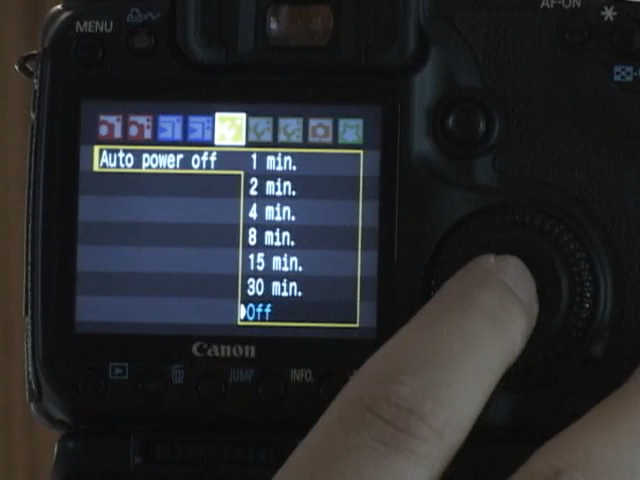 AF-ON
MENU
Auto power off
1 min.
2 min.
4 min.
8 min.
15 min.
30 min.
Off
Canon
JUMP
INFO.